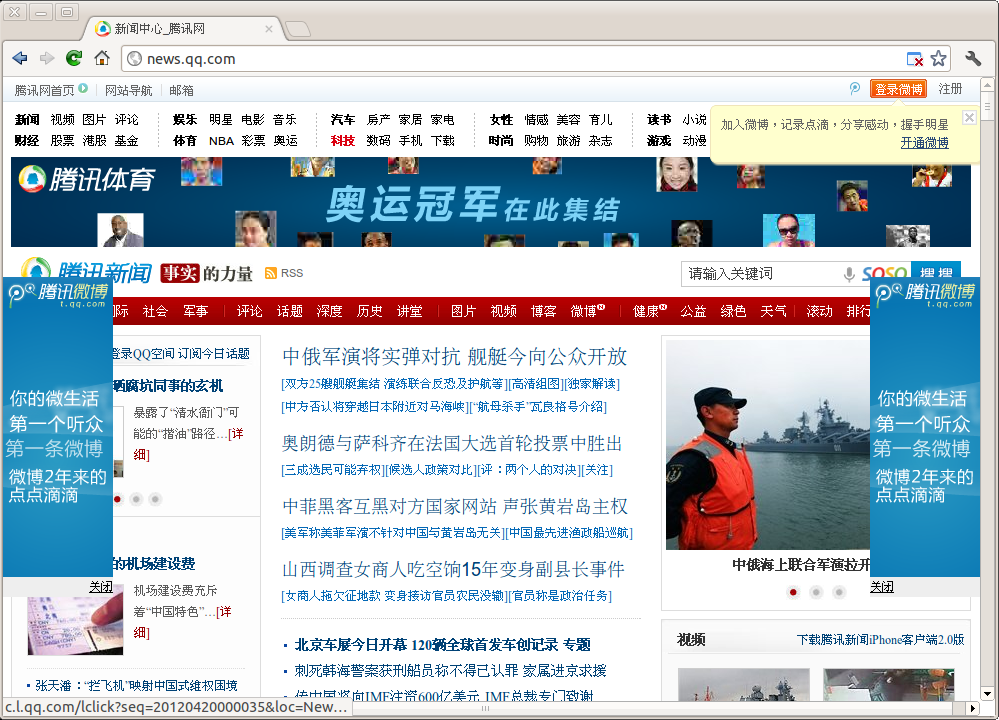 新闻中心_腾讯网
news.qq.com
腾讯网首页 网站导航 邮箱 登录微博 注册
新闻 视频 图片 评论 娱乐 明星 电影 音乐 汽车 房产 家居 家电 女性 情感 美容 育儿 读书 小说
财经 股票 港股 基金 体育 NBA 彩票 奥运 科技 数码 手机 下载 时尚 购物 旅游 杂志 游戏 动漫
加入微博，记录点滴，分享感动，握手明星
开通微博
腾讯体育
奥运冠军在此集结
腾讯新闻 事实的力量 RSS 请输入关键词 SOSO 搜搜
际 社会 军事 评论 话题 深度 历史 讲堂 图片 视频 博客 微博N 健康N 公益 绿色 天气 滚动 排行
腾讯微博
t.qq.com
你的微生活
第一个听众
第一条微博
微博2年来的
点点滴滴
关闭
登录QQ空间 订阅今日话题
晒腐坑同事的玄机
暴露了“清水衙门”可
能的“揩油”路径…[详
细]
的机场建设费
机场建设费充斥
着“中国特色”…[详
细]
张天潘：“拦飞机”映射中国式维权困境
中俄军演将实弹对抗 舰艇今向公众开放
[双方25艘舰艇集结 演练联合反恐及护航等][高清组图][独家解读]
[中方否认将穿越日本附近对马海峡][“航母杀手”瓦良格号介绍]
奥朗德与萨科齐在法国大选首轮投票中胜出
[三成选民可能弃权][候选人政策对比][评：两个人的对决][关注]
中菲黑客互黑对方国家网站 声张黄岩岛主权
[美军称美菲军演不针对中国与黄岩岛无关][中国最先进渔政船巡航]
山西调查女商人吃空饷15年变身副县长事件
[女商人拖欠征地款 变身接访官员农民没辙][官员称是政治任务]
北京车展今日开幕 120辆全球首发车创记录 专题
刺死韩海警案获刑船员称不得已认罪 家属进京求援
传中国将向IMF注资600亿美元 IMF总裁专门致谢
中俄海上联合军演拉开
视频 下载腾讯新闻iPhone客户端2.0版
腾讯微博
t.qq.com
你的微生活
第一个听众
第一条微博
微博2年来的
点点滴滴
关闭
c.l.qq.com/lclick?seq=20120420000035&loc=New…